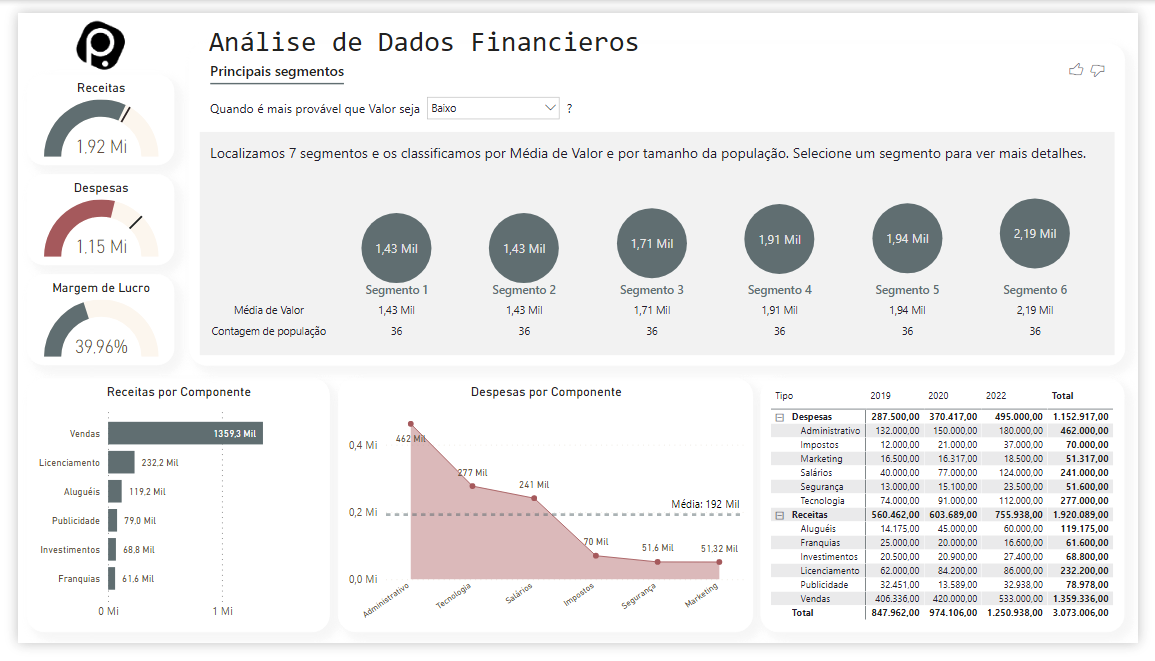 Análise de Dados Financieros
Principais segmentos
Quando é mais provável que Valor seja Baixo ?
Localizamos 7 segmentos e os classificamos por Média de Valor e por tamanho da população. Selecione um segmento para ver mais detalhes.
1,43 Mil 1,43 Mil 1,71 Mil 1,91 Mil 1,94 Mil 2,19 Mil
Segmento 1 Segmento 2 Segmento 3 Segmento 4 Segmento 5 Segmento 6
Média de Valor 1,43 Mil 1,43 Mil 1,71 Mil 1,91 Mil 1,94 Mil 2,19 Mil
Contagem de população 36 36 36 36 36 36
Receitas
1.92 Mi
Despesas
1.15 Mi
Margem de Lucro
39.96%
Receitas por Componente
Vendas 1359,3 Mil
Licenciamento 232,2 Mil
Aluguéis 119,2 Mil
Publicidade 79,0 Mil
Investimentos 68,8 Mil
Franquias 61,6 Mil
0 Mi 1 Mi
Despesas por Componente
0,4 Mi
0,2 Mi
0,0 Mi
462 Mil
277 Mil
241 Mil
70 Mil
51,6 Mil
51,32 Mil
Média: 192 Mil
Administrativo Tecnologia Salários Impostos Segurança Marketing
Tipo 2019 2020 2022 Total
Despesas 287.500,00 370.417,00 495.000,00 1.152.917,00
Administrativo 132.000,00 150.000,00 180.000,00 462.000,00
Impostos 12.000,00 21.000,00 37.000,00 70.000,00
Marketing 16.500,00 16.317,00 18.500,00 51.317,00
Salários 40.000,00 77.000,00 124.000,00 241.000,00
Segurança 13.000,00 15.100,00 23.500,00 51.600,00
Tecnologia 74.000,00 91.000,00 112.000,00 277.000,00
Receitas 560.462,00 603.689,00 755.938,00 1.920.089,00
Aluguéis 14.175,00 45.000,00 60.000,00 119.175,00
Franquias 25.000,00 20.000,00 16.600,00 61.600,00
Investimentos 20.500,00 20.900,00 27.400,00 68.800,00
Licenciamento 62.000,00 84.200,00 86.000,00 232.200,00
Publicidade 32.451,00 13.589,00 32.938,00 78.978,00
Vendas 406.336,00 420.000,00 533.000,00 1.359.336,00
Total 847.962,00 974.106,00 1.250.938,00 3.073.006,00